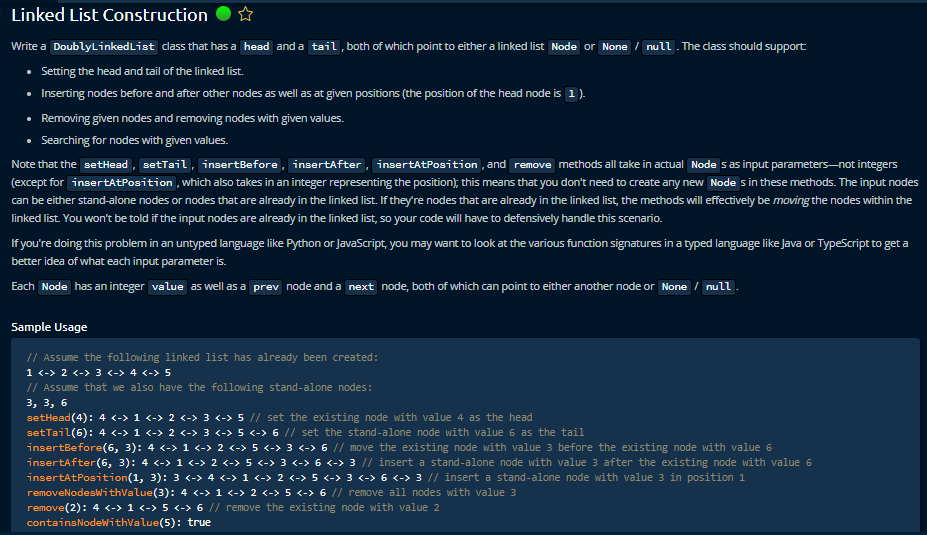 Linked List Construction
Write a DoublyLinkedList class that has a head and a tail, both of which point to either a linked list Node or None / null. The class should support:
Setting the head and tail of the linked list.
Inserting nodes before and after other nodes as well as at given positions (the position of the head node is 1).
Removing given nodes and removing nodes with given values.
Searching for nodes with given values.
Note that the setHead, setTail, insertBefore, insertAfter, insertAtPosition, and remove methods all take in actual Node s as input parameters—not integers
(except for insertAtPosition, which also takes in an integer representing the position); this means that you don't need to create any new Node s in these methods. The input nodes
can be either stand-alone nodes or nodes that are already in the linked list. If they're nodes that are already in the linked list, the methods will effectively be moving the nodes within the
linked list. You won't be told if the input nodes are already in the linked list, so your code will have to defensively handle this scenario.
If you're doing this problem in an untyped language like Python or JavaScript, you may want to look at the various function signatures in a typed language like Java or TypeScript to get a
better idea of what each input parameter is.
Each Node has an integer value as well as a prev node and a next node, both of which can point to either another node or None / null.
Sample Usage
// Assume the following linked list has already been created:
1 <-> 2 <-> 3 <-> 4 <-> 5
// Assume that we also have the following stand-alone nodes:
3, 3, 6
setHead(4): 4 <-> 1 <-> 2 <-> 3 <-> 5 // set the existing node with value 4 as the head
setTail(6): 4 <-> 1 <-> 2 <-> 3 <-> 5 <-> 6 // set the stand-alone node with value 6 as the tail
insertBefore(6, 3): 4 <-> 1 <-> 2 <-> 5 <-> 3 <-> 6 // move the existing node with value 3 before the existing node with value 6
insertAfter(6, 3): 4 <-> 1 <-> 2 <-> 5 <-> 3 <-> 6 <-> 3 // insert a stand-alone node with value 3 after the existing node with value 6
insertAtPosition(1, 3): 3 <-> 4 <-> 1 <-> 2 <-> 5 <-> 3 <-> 6 <-> 3 // insert a stand-alone node with value 3 in position 1
removeNodesWithValue(3): 4 <-> 1 <-> 2 <-> 5 <-> 6 // remove all nodes with value 3
remove(2): 4 <-> 1 <-> 5 <-> 6 // remove the existing node with value 2
containsNodeWithValue(5): true